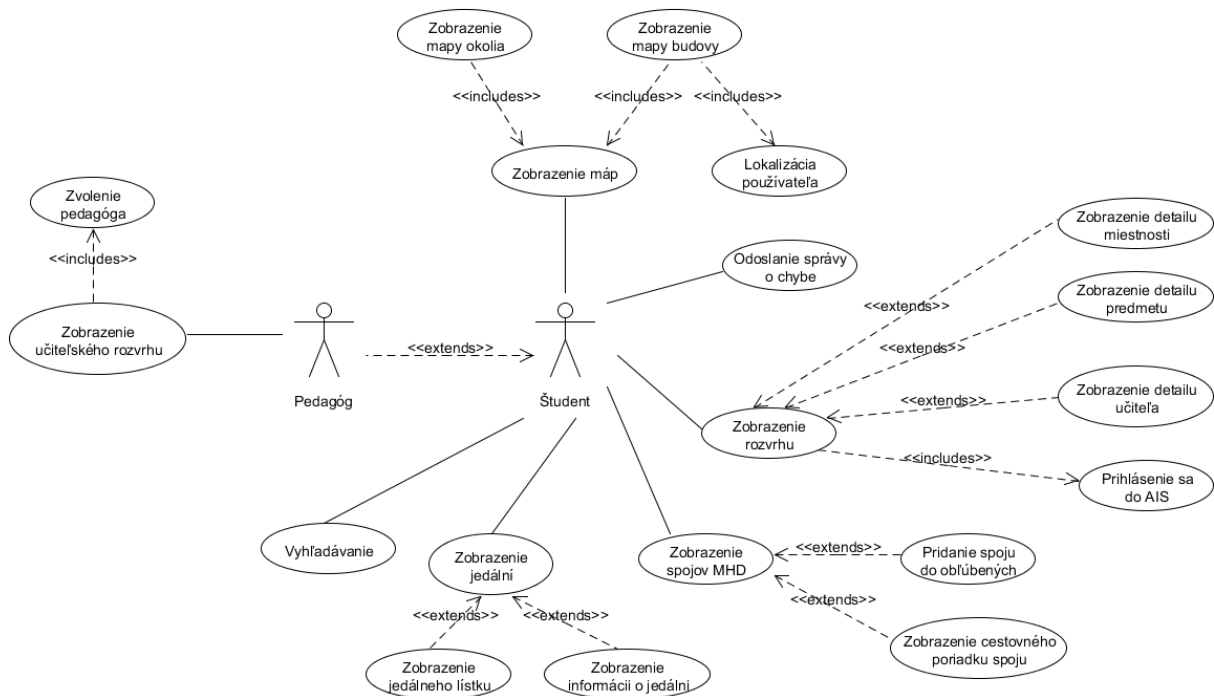 Zobrazenie
mapy okolia
Zobrazenie
mapy budovy
<<includes>>
<<includes>>
<<includes>>
Zobrazenie máp
Lokalizácia
používateľa
Zvolenie
pedagóga
<<includes>>
Zobrazenie
učiteľského rozvrhu
Pedagóg
<<extends>>
Študent
Odoslanie správy
o chybe
Zobrazenie detailu
miestnosti
<<extends>>
Zobrazenie detailu
predmetu
<<extends>>
Zobrazenie detailu
učiteľa
<<extends>>
Zobrazenie
rozvrhu
<<includes>>
Prihlásenie sa
do AIS
Vyhľadávanie
Zobrazenie
jedální
<<extends>>
<<extends>>
Zobrazenie
jedálneho lístku
Zobrazenie
informácii o jedálni
Zobrazenie
spojov MHD
<<extends>>
Pridanie spoju
do obľúbených
<<extends>>
Zobrazenie cestovného
poriadku spoju